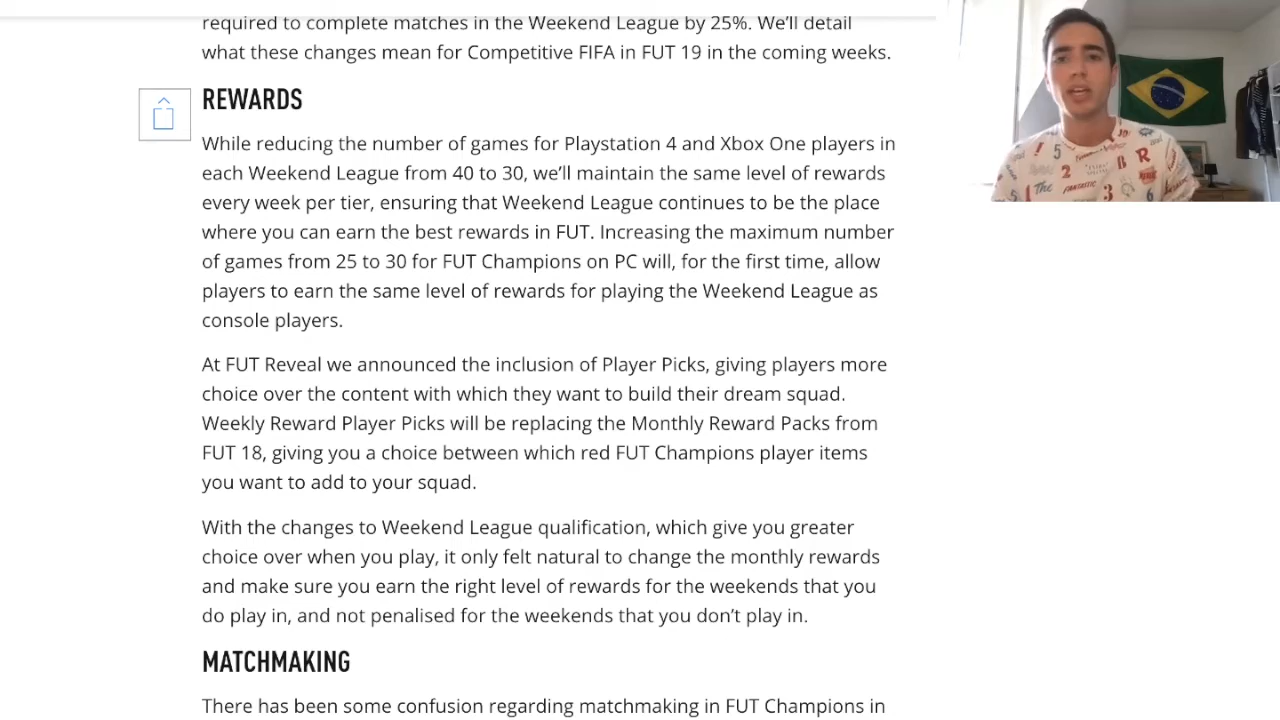 required to complete matches in the Weekend League by 25%. We’ll detail
what these changes mean for Competitive FIFA in FUT 19 in the coming weeks.
REWARDS
While reducing the number of games for Playstation 4 and Xbox One players in
each Weekend League from 40 to 30, we’ll maintain the same level of rewards
every week per tier, ensuring that Weekend League continues to be the place
where you can earn the best rewards in FUT. Increasing the maximum number
of games from 25 to 30 for FUT Champions on PC will, for the first time, allow
players to earn the same level of rewards for playing the Weekend League as
console players.
At FUT Reveal we announced the inclusion of Player Picks, giving players more
choice over the content with which they want to build their dream squad.
Weekly Reward Player Picks will be replacing the Monthly Reward Packs from
FUT 18, giving you a choice between which red FUT Champions player items
you want to add to your squad.
With the changes to Weekend League qualification, which give you greater
choice over when you play, it only felt natural to change the monthly rewards
and make sure you earn the right level of rewards for the weekends that you
do play in, and not penalised for the weekends that you don’t play in.
MATCHMAKING
There has been some confusion regarding matchmaking in FUT Champions in
5
2
B
R
The
FANTASTIC
3
6